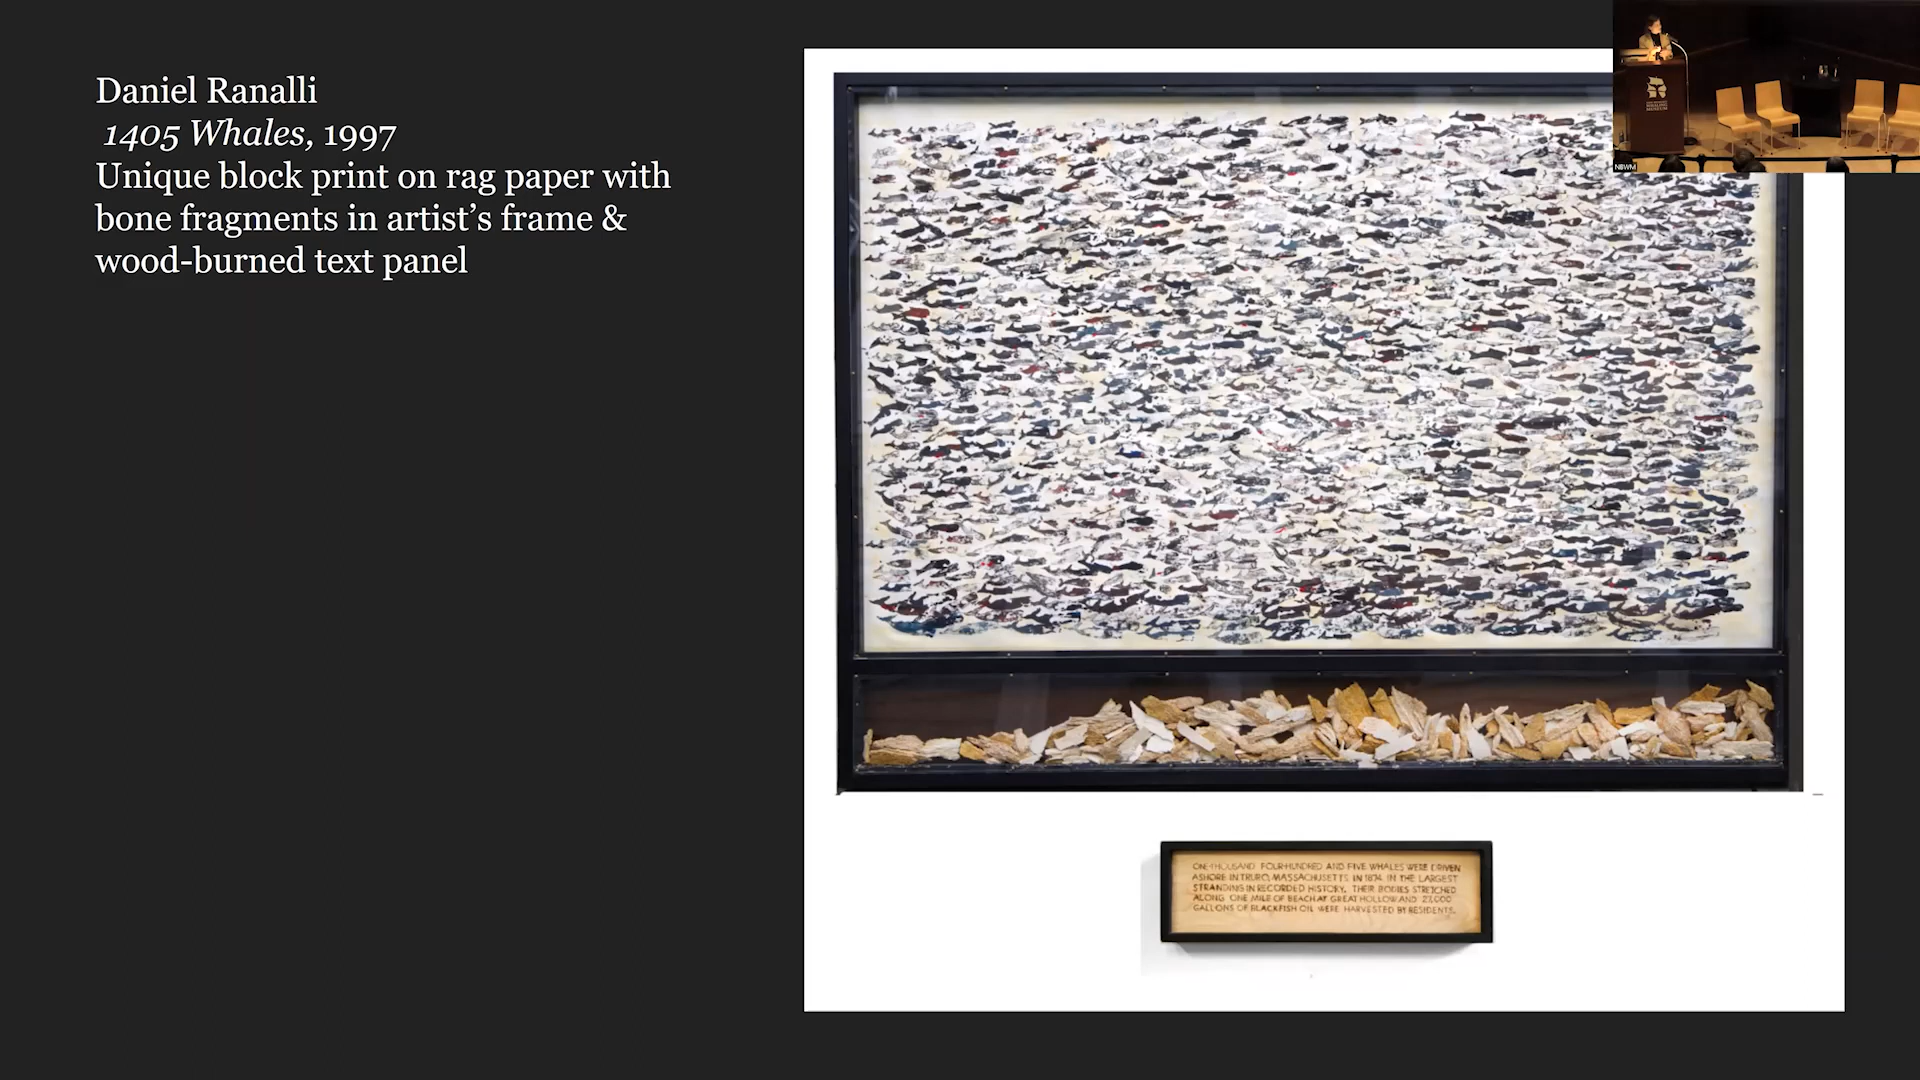 Daniel Ranalli
1405 Whales, 1997
Unique block print on rag paper with
bone fragments in artist's frame &
wood-burned text panel
NBWM
ONE-THOUSAND FOUR-HUNDRED AND FIVE WHALES WERE DRIVEN
ASHORE IN TRURO, MASSACHUSETTS IN 1874 IN THE LARGEST
STRANDING IN RECORDED HISTORY. THEIR BODIES STRETCHED
ALONG ONE MILE OF BEACH AT GREAT HOLLOW AND 27,000
GALLONS OF BLACKFISH OIL WERE HARVESTED BY RESIDENTS.